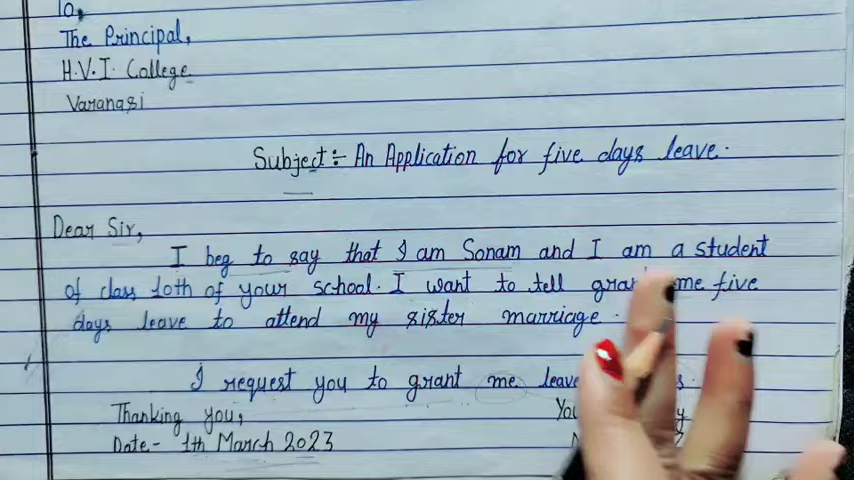 To,
The Principal,
H.V.I. College
Varanasi
Subject:- An Application for five days leave.
Dear Sir,
I beg to say that I am Sonam and I am a student
of class 10th of your school. I want to tell me five
days leave to attend my sister marriage.
I request you to grant me leave
Thanking you,
Date- 1th March 2023